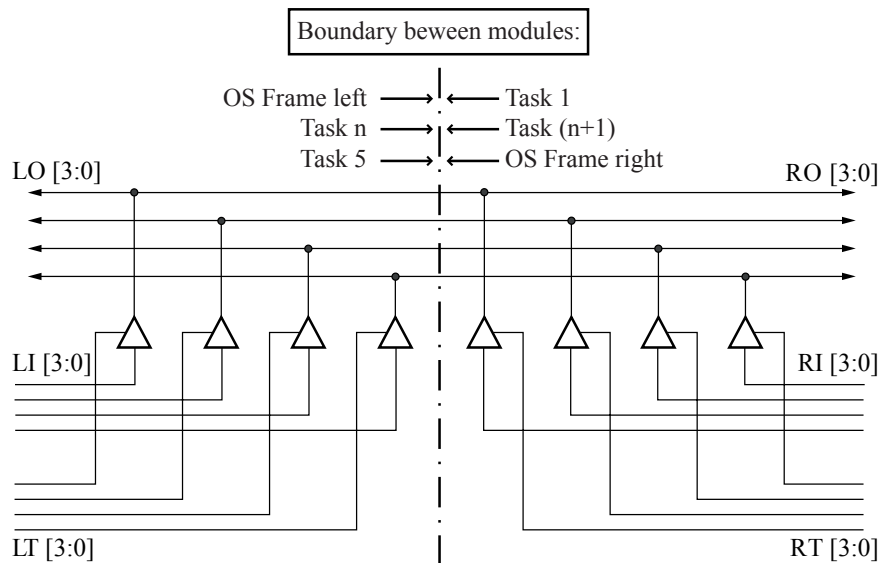 Boundary beween modules:
OS Frame left
Task 1
Task n
Task (n+1)
Task 5
OS Frame right
LO [3:0]
RO [3:0]
LI [3:0]
RI [3:0]
LT [3:0]
RT [3:0]